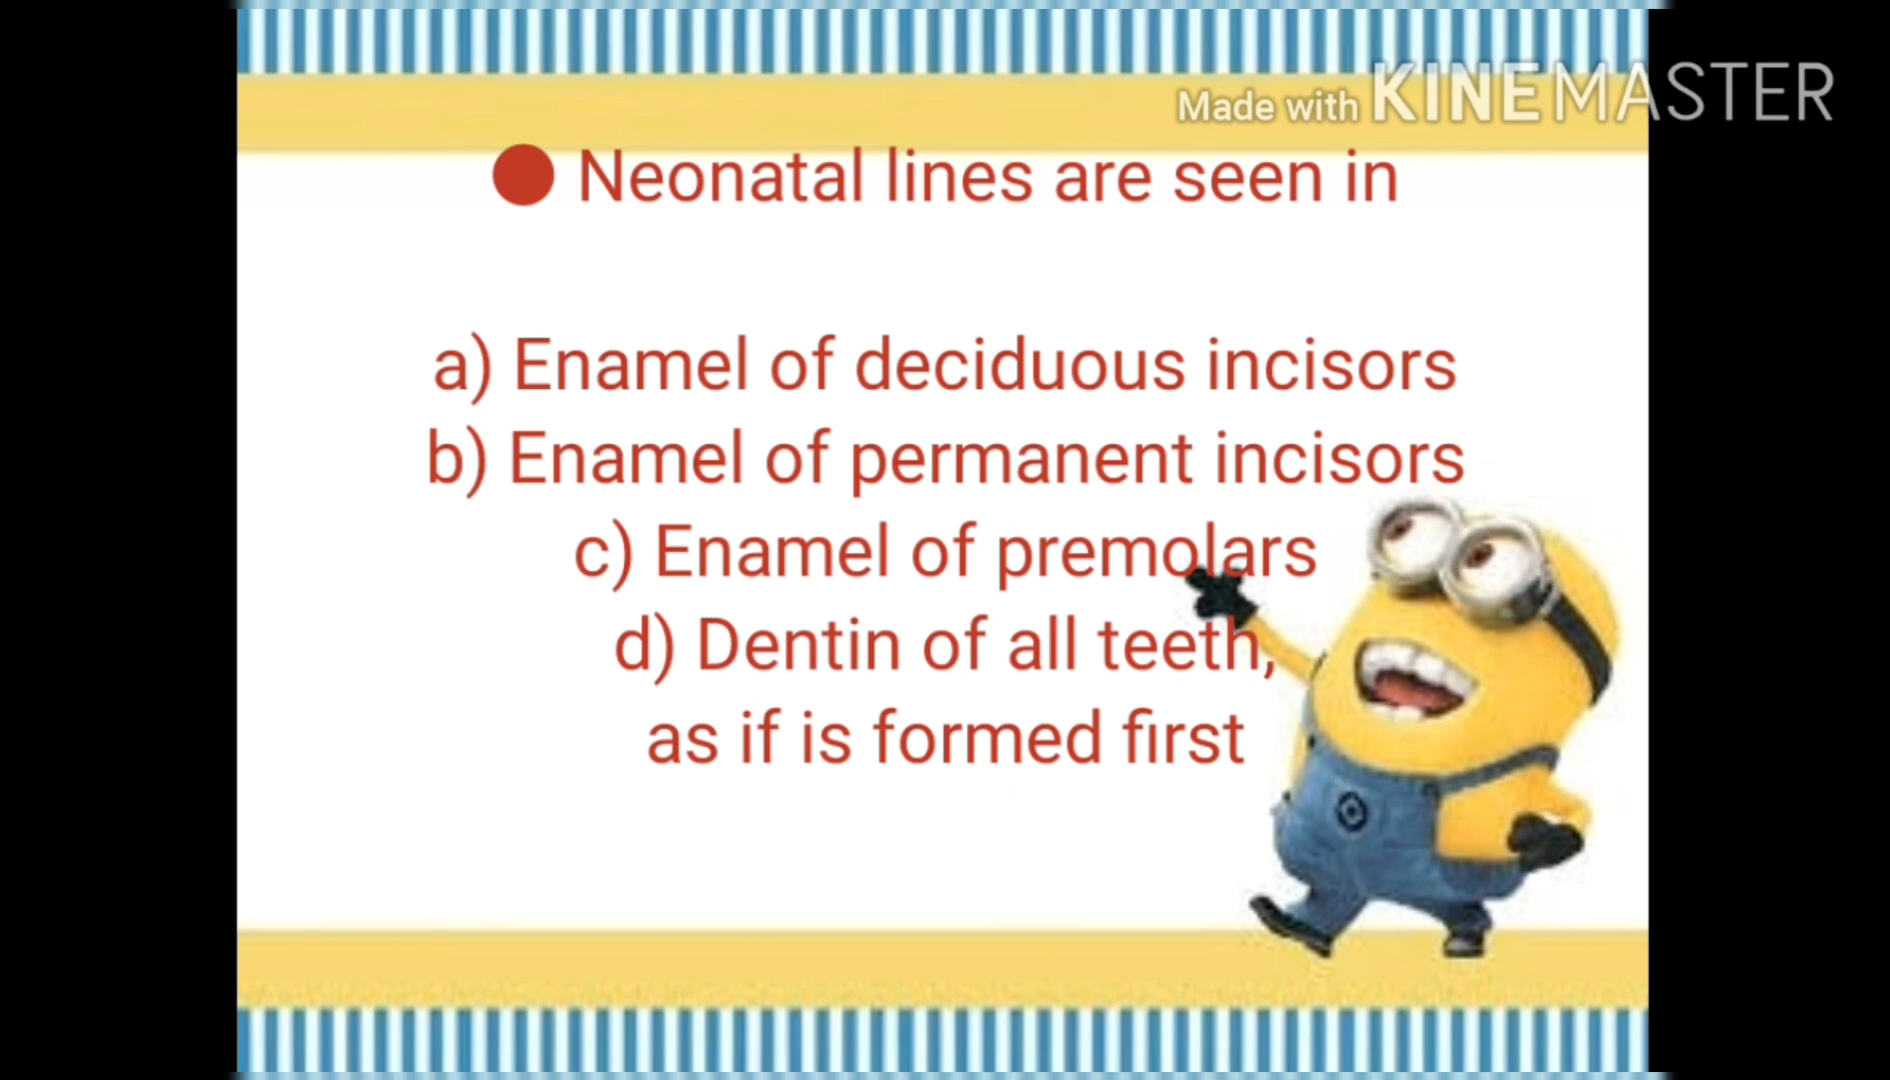 Made with KINEMASTER
Neonatal lines are seen in
a) Enamel of deciduous incisors
b) Enamel of permanent incisors
c) Enamel of premolars
d) Dentin of all teeth,
as if is formed first